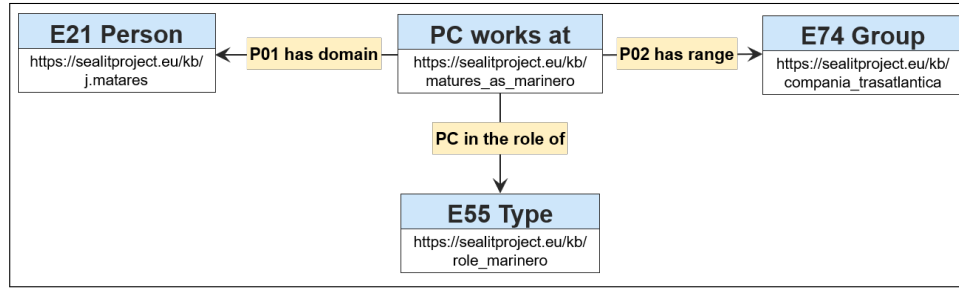 E21 Person
https://sealitproject.eu/kb/
j.matares
P01 has domain
PC works at
https://sealitproject.eu/kb/
matures_as_marinero
P02 has range
E74 Group
https://sealitproject.eu/kb/
compania_trasatlantica
PC in the role of
E55 Type
https://sealitproject.eu/kb/
role_marinero